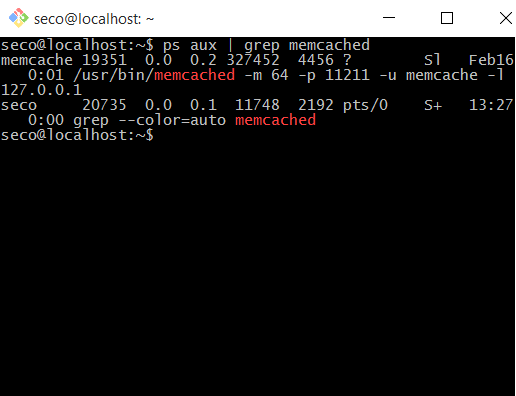 seco@localhost: ~
seco@localhost:~$ ps aux | grep memcached
memcache 19351  0.0  0.2 327452  4456 ?        Sl   Feb16
   0:01 /usr/bin/memcached -m 64 -p 11211 -u memcache -l
127.0.0.1
seco     20735  0.0  0.1  11748  2192 pts/0    S+   13:27
   0:00 grep --color=auto memcached
seco@localhost:~$